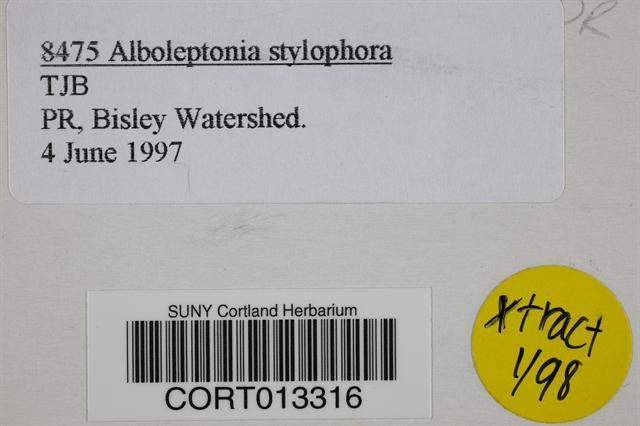 8475 Alboleptonia stylophora
TJB
PR, Bisley Watershed.
4 June 1997
SUNY Cortland Herbarium
CORT013316
xtract
1/98